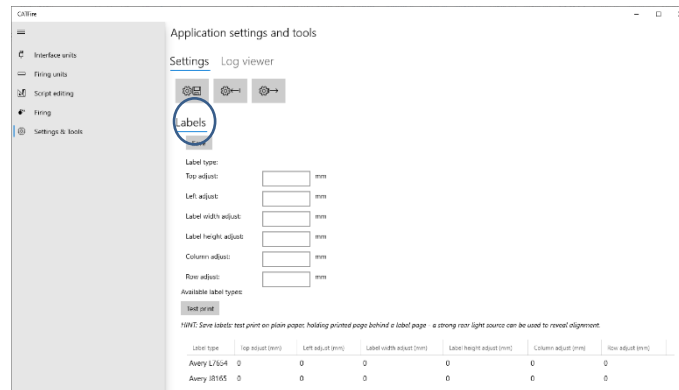 CATfire
Application settings and tools
Interface units
Firing units
Script editing
Firing
Settings & Tools
Settings Log viewer
Labels
Save
Label type:
Top adjust: mm
Left adjust: mm
Label width adjust: mm
Label height adjust: mm
Column adjust: mm
Row adjust: mm
Available label types:
Test print
HINT: Save labels: test print on plain paper, holding printed page behind a label page - a strong rear light source can be used to reveal alignment.
Label type Top adjust (mm) Left adjust (mm) Label width adjust (mm) Label height adjust (mm) Column adjust (mm) Row adjust (mm)
Avery L7654 0 0 0 0 0 0
Avery J8165 0 0 0 0 0 0